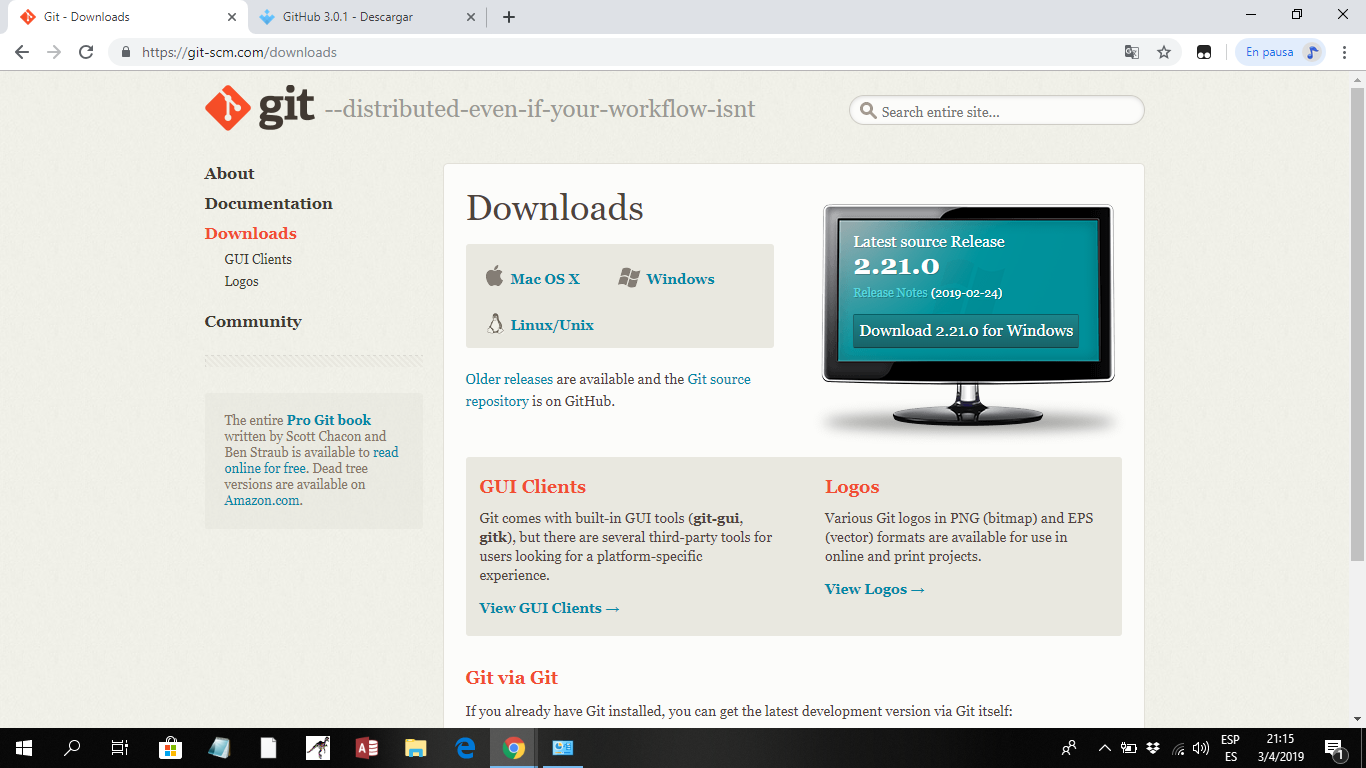 Git - Downloads
GitHub 3.0.1 - Descargar
https://git-scm.com/downloads
En pausa
git --distributed-even-if-your-workflow-isnt
Search entire site...
About
Documentation
Downloads
GUI Clients
Logos
Community
The entire Pro Git book
written by Scott Chacon and
Ben Straub is available to read
online for free. Dead tree
versions are available on
Amazon.com.
Downloads
Mac OS X
Windows
Linux/Unix
Older releases are available and the Git source
repository is on GitHub.
Latest source Release
2.21.0
Release Notes (2019-02-24)
Download 2.21.0 for Windows
GUI Clients
Git comes with built-in GUI tools (git-gui,
gitk), but there are several third-party tools for
users looking for a platform-specific
experience.
View GUI Clients →
Logos
Various Git logos in PNG (bitmap) and EPS
(vector) formats are available for use in
online and print projects.
View Logos →
Git via Git
If you already have Git installed, you can get the latest development version via Git itself:
ESP
ES
21:15
3/4/2019
1